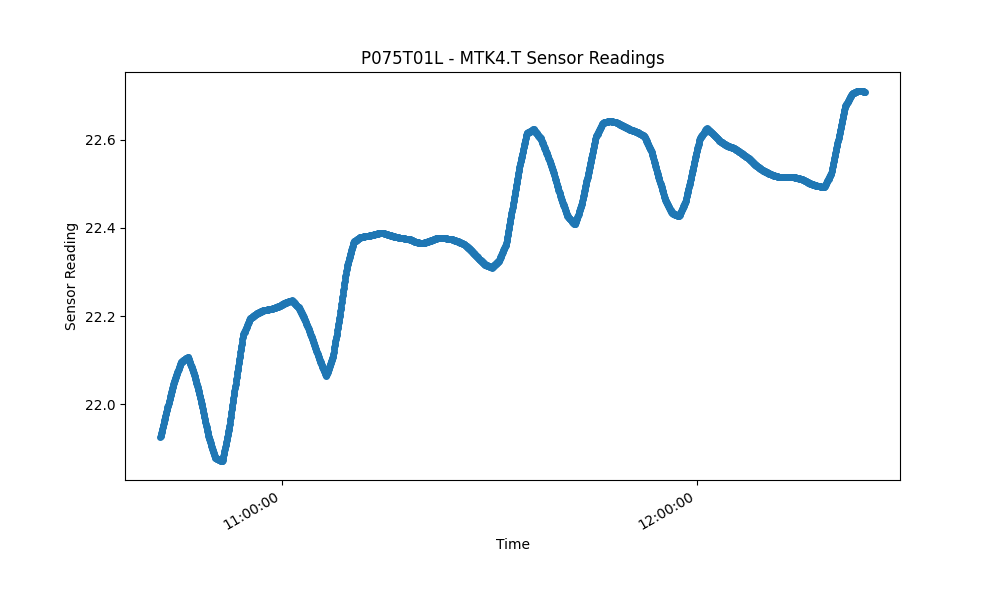 P075T01L - MTK4.T Sensor Readings
22.6
22.4
22.2
22.0
Sensor Reading
11:00:00
12:00:00
Time